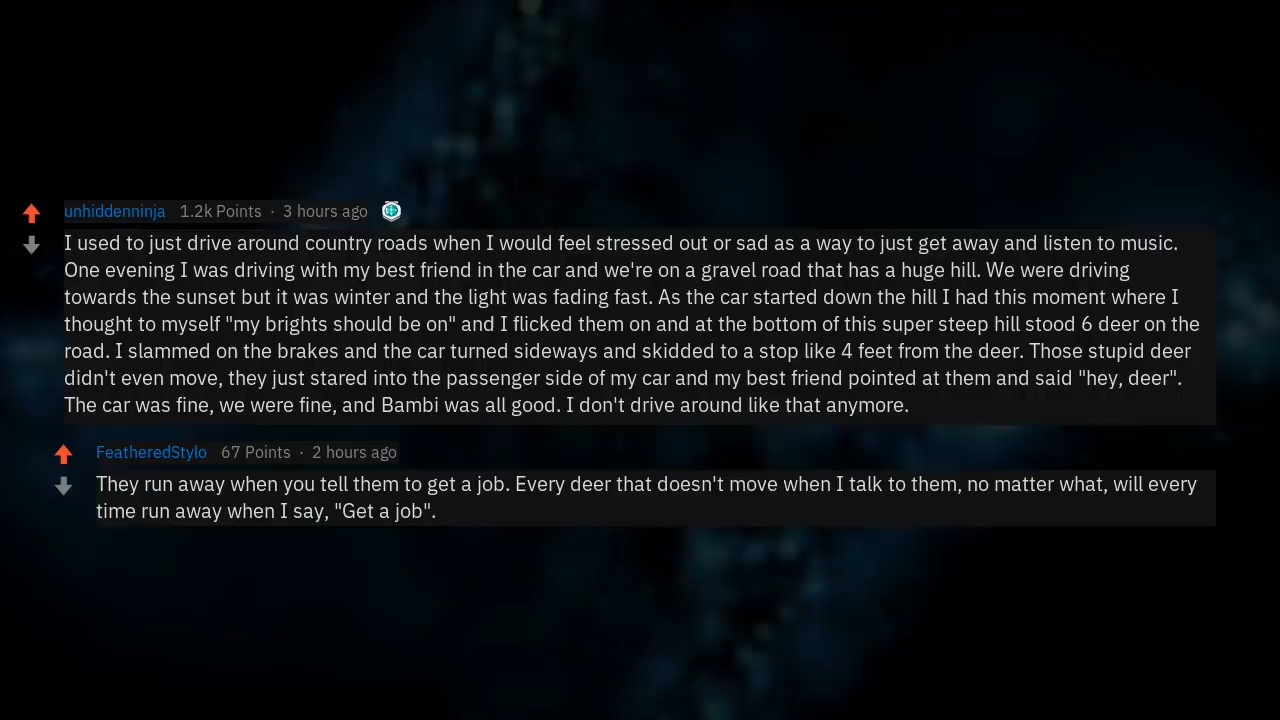 unhiddenninja 1.2k Points · 3 hours ago
I used to just drive around country roads when I would feel stressed out or sad as a way to just get away and listen to music.
One evening I was driving with my best friend in the car and we're on a gravel road that has a huge hill. We were driving
towards the sunset but it was winter and the light was fading fast. As the car started down the hill I had this moment where I
thought to myself "my brights should be on" and I flicked them on and at the bottom of this super steep hill stood 6 deer on the
road. I slammed on the brakes and the car turned sideways and skidded to a stop like 4 feet from the deer. Those stupid deer
didn't even move, they just stared into the passenger side of my car and my best friend pointed at them and said "hey, deer".
The car was fine, we were fine, and Bambi was all good. I don't drive around like that anymore.
FeatheredStylo 67 Points · 2 hours ago
They run away when you tell them to get a job. Every deer that doesn't move when I talk to them, no matter what, will every
time run away when I say, "Get a job".